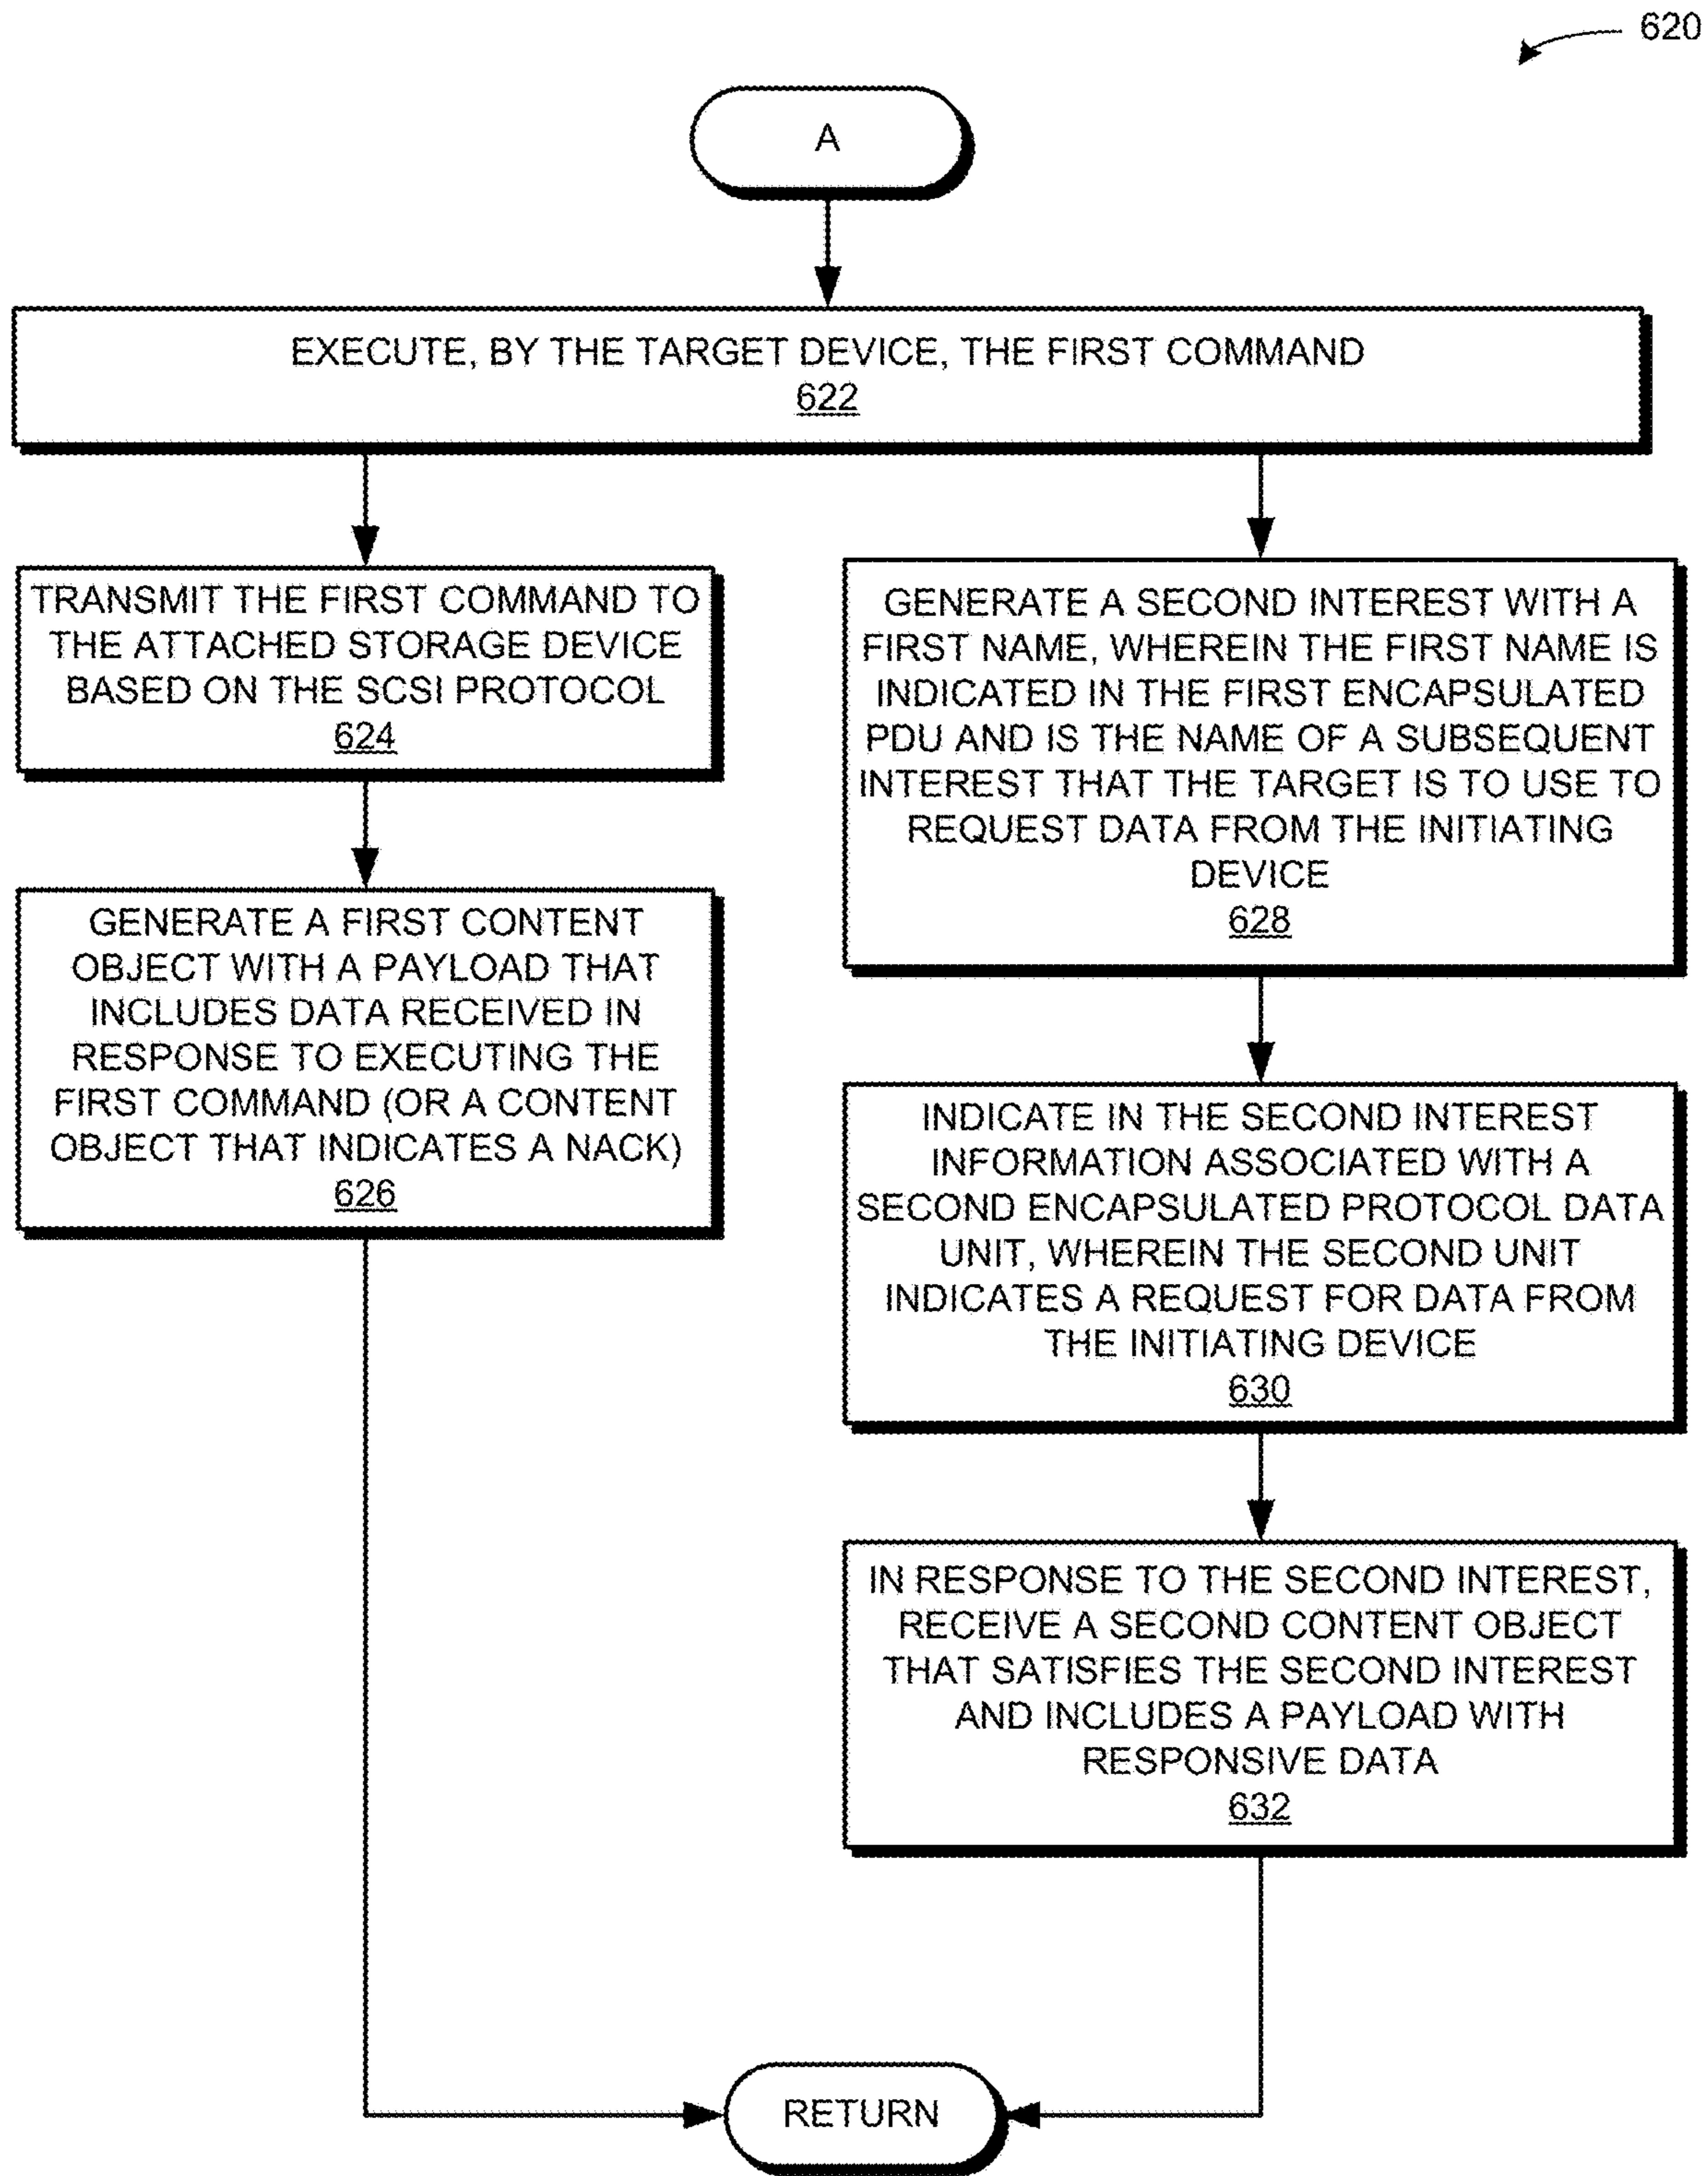 620
A
EXECUTE, BY THE TARGET DEVICE, THE FIRST COMMAND
622
TRANSMIT THE FIRST COMMAND TO
THE ATTACHED STORAGE DEVICE
BASED ON THE SCSI PROTOCOL
624
GENERATE A FIRST CONTENT
OBJECT WITH A PAYLOAD THAT
INCLUDES DATA RECEIVED IN
RESPONSE TO EXECUTING THE
FIRST COMMAND (OR A CONTENT
OBJECT THAT INDICATES A NACK)
626
GENERATE A SECOND INTEREST WITH A
FIRST NAME, WHEREIN THE FIRST NAME IS
INDICATED IN THE FIRST ENCAPSULATED
PDU AND IS THE NAME OF A SUBSEQUENT
INTEREST THAT THE TARGET IS TO USE TO
REQUEST DATA FROM THE INITIATING
DEVICE
628
INDICATE IN THE SECOND INTEREST
INFORMATION ASSOCIATED WITH A
SECOND ENCAPSULATED PROTOCOL DATA
UNIT, WHEREIN THE SECOND UNIT
INDICATES A REQUEST FOR DATA FROM
THE INITIATING DEVICE
630
IN RESPONSE TO THE SECOND INTEREST,
RECEIVE A SECOND CONTENT OBJECT
THAT SATISFIES THE SECOND INTEREST
AND INCLUDES A PAYLOAD WITH
RESPONSIVE DATA
632
RETURN